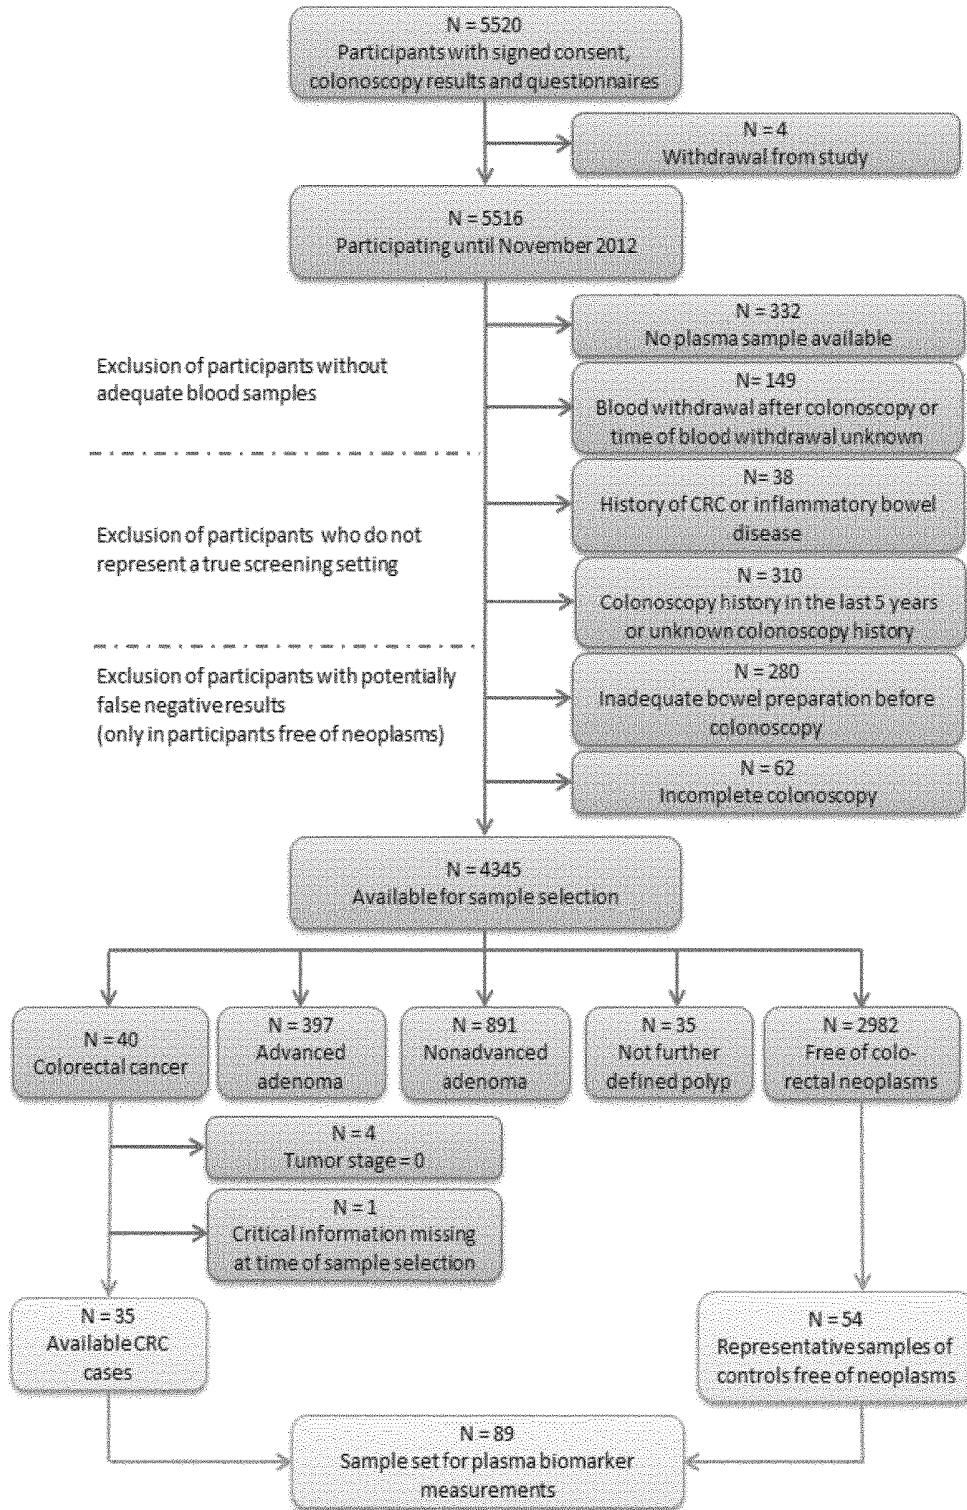 N = 5520
Participants with signed consent,
colonoscopy results and questionnaires
N = 4
Withdrawal from study
N = 5516
Participating until November 2012
N = 332
No plasma sample available
Exclusion of participants without
adequate blood samples
N= 149
Blood withdrawal after colonoscopy or
time of blood withdrawal unknown
N= 38
History of CRC or inflammatory bowel
disease
Exclusion of participants who do not
represent a true screening setting
N = 310
Colonoscopy history in the last 5 years
or unknown colonoscopy history
Exclusion of participants with potentially
false negative results
(only in participants free of neoplasms)
N = 280
Inadequate bowel preparation before
colonoscopy
N = 62
Incomplete colonoscopy
N = 4345
Available for sample selection
N = 40
Colorectal cancer
N = 397
Advanced
adenoma
N = 891
Nonadvanced
adenoma
N = 35
Not further
defined polyp
N = 2982
Free of colo-
rectal neoplasms
N = 4
Tumor stage = 0
N = 1
Critical information missing
at time of sample selection
N = 35
Available CRC
cases
N = 54
Representative samples of
controls free of neoplasms
N = 89
Sample set for plasma biomarker
measurements